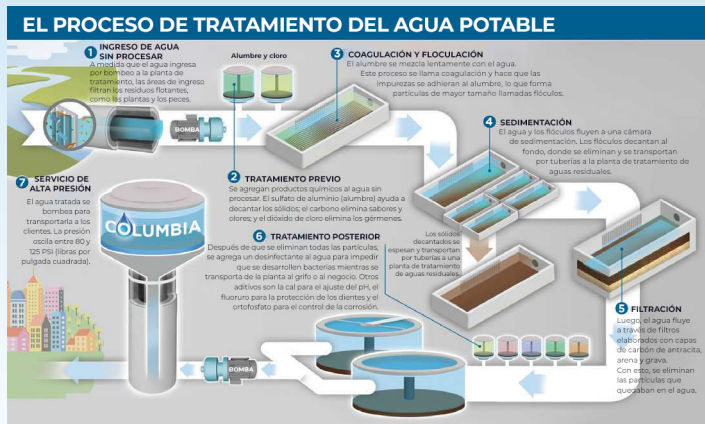 EL PROCESO DE TRATAMIENTO DEL AGUA POTABLE
1 INGRESO DE AGUA
SIN PROCESAR
A medida que el agua ingresa
por bombeo a la planta de
tratamiento, las áreas de ingreso
filtran los residuos flotantes,
como las plantas y los peces.
BOMBA
Alumbre y cloro
2 TRATAMIENTO PREVIO
Se agregan productos químicos al agua sin
procesar. El sulfato de aluminio (alumbre) ayuda a
decantar los sólidos; el carbono elimina sabores y
olores; y el dióxido de cloro elimina los gérmenes.
3 COAGULACIÓN Y FLOCULACIÓN
El alumbre se mezcla lentamente con el agua.
Este proceso se llama coagulación y hace que las
impurezas se adhieran al alumbre, lo que forma
partículas de mayor tamaño llamadas flóculos.
4 SEDIMENTACIÓN
El agua y los flóculos fluyen a una cámara
de sedimentación. Los flóculos decantan al
fondo, donde se eliminan y se transportan
por tuberías a la planta de tratamiento de
aguas residuales.
Los sólidos
decantados se
espesan y transportan
por tuberías a una
planta de tratamiento
de aguas residuales.
5 FILTRACIÓN
Luego, el agua fluye
a través de filtros
elaborados con capas
de carbón de antracita,
arena y grava.
Con esto, se eliminan
las partículas que
quedaban en el agua.
6 TRATAMIENTO POSTERIOR
Después de que se eliminan todas las partículas,
se agrega un desinfectante al agua para impedir
que se desarrollen bacterias mientras se
transporta de la planta al grifo o al negocio. Otros
aditivos son la cal para el ajuste del pH, el
fluoruro para la protección de los dientes y el
ortofosfato para el control de la corrosión.
7 SERVICIO DE
ALTA PRESIÓN
El agua tratada se
bombea para
transportarla a los
clientes. La presión
oscila entre 80 y
125 PSI (libras por
pulgada cuadrada).
COLUMBIA
BOMBA